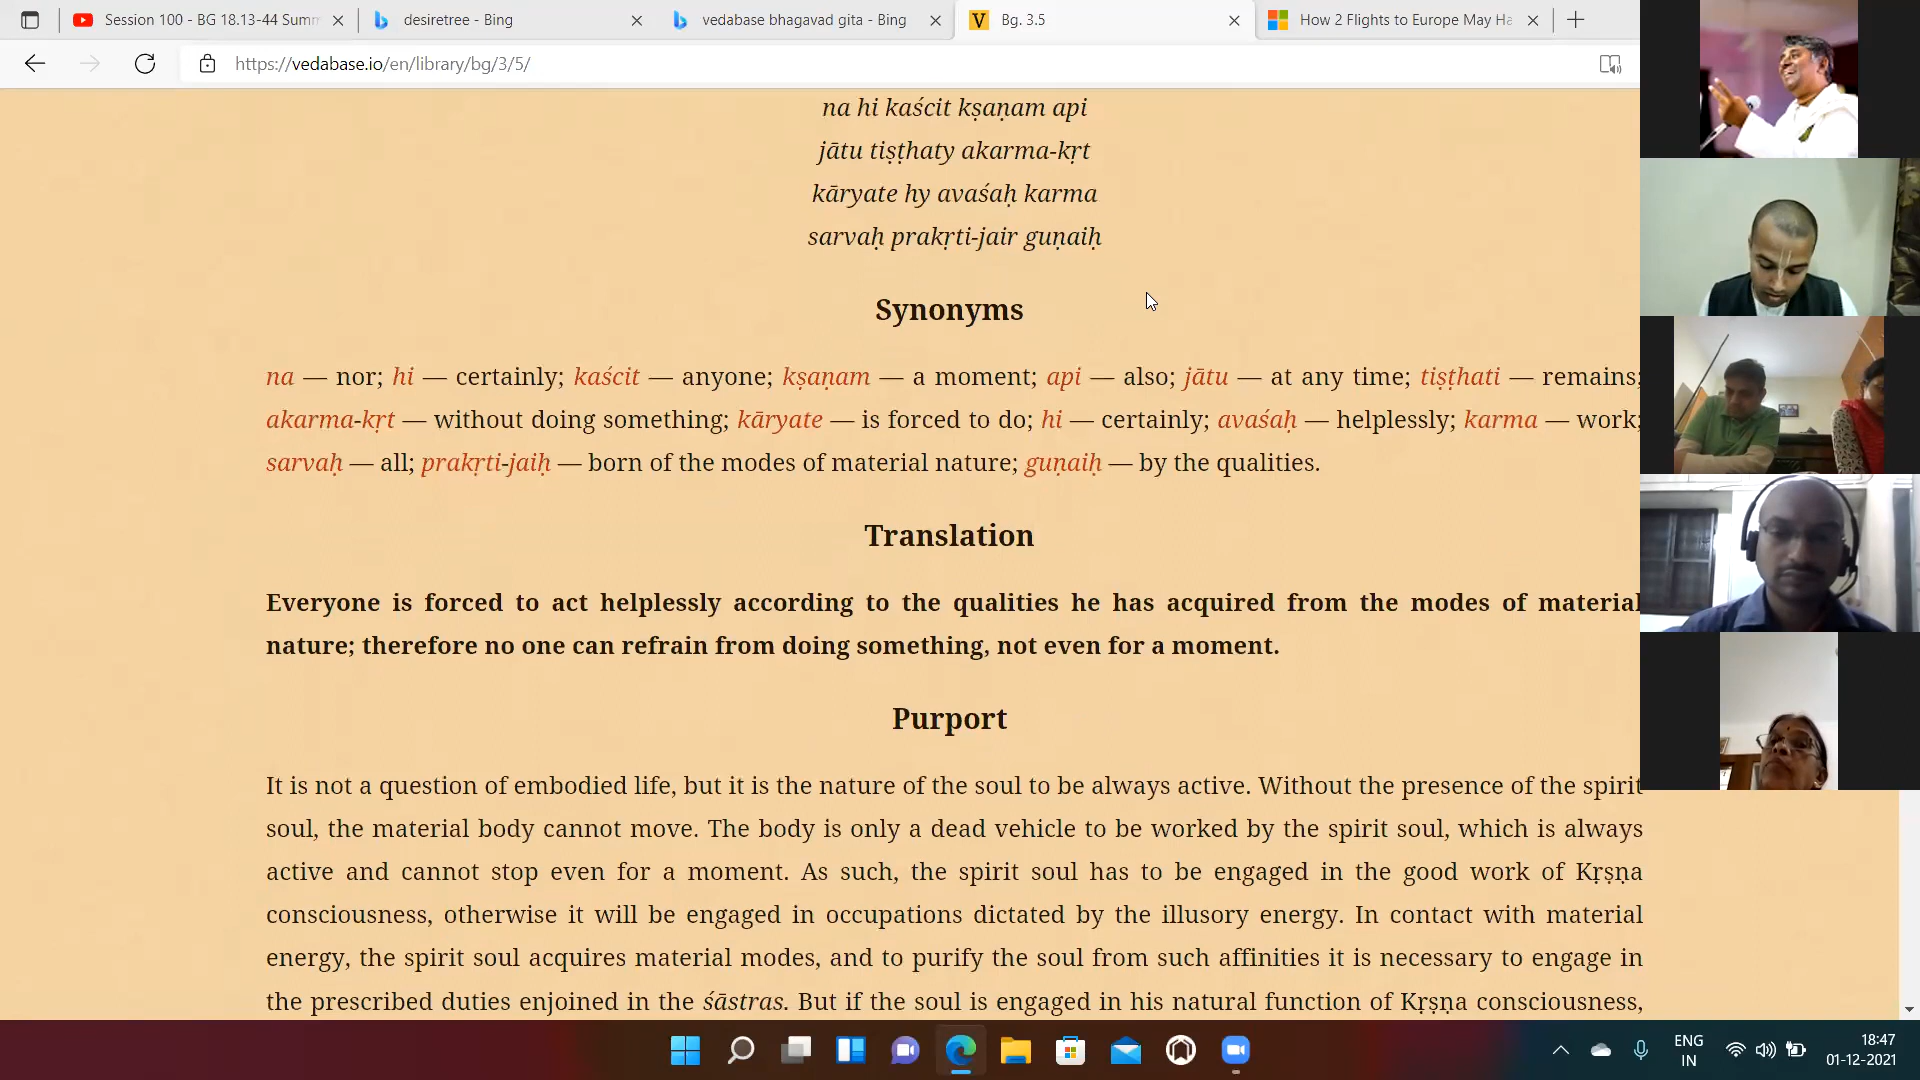 Session 100 - BG 18.13-44 Summ
desiretree - Bing
vedabase bhagavad gita - Bing
Bg. 3.5
How 2 Flights to Europe May Ha
https://vedabase.io/en/library/bg/3/5/
na hi kaścit kṣaṇam api
jātu tiṣṭhaty akarma-kṛt
kāryate hy avaśaḥ karma
sarvaḥ prakṛti-jair guṇaiḥ
Synonyms
na — nor; hi — certainly; kaścit — anyone; kṣaṇam — a moment; api — also; jātu — at any time; tiṣṭhati — remains;
akarma-kṛt — without doing something; kāryate — is forced to do; hi — certainly; avaśaḥ — helplessly; karma — work;
sarvaḥ — all; prakṛti-jaiḥ — born of the modes of material nature; guṇaiḥ — by the qualities.
Translation
Everyone is forced to act helplessly according to the qualities he has acquired from the modes of material
nature; therefore no one can refrain from doing something, not even for a moment.
Purport
It is not a question of embodied life, but it is the nature of the soul to be always active. Without the presence of the spirit
soul, the material body cannot move. The body is only a dead vehicle to be worked by the spirit soul, which is always
active and cannot stop even for a moment. As such, the spirit soul has to be engaged in the good work of Kṛṣṇa
consciousness, otherwise it will be engaged in occupations dictated by the illusory energy. In contact with material
energy, the spirit soul acquires material modes, and to purify the soul from such affinities it is necessary to engage in
the prescribed duties enjoined in the śāstras. But if the soul is engaged in his natural function of Kṛṣṇa consciousness,
ENG
IN
18:47
01-12-2021